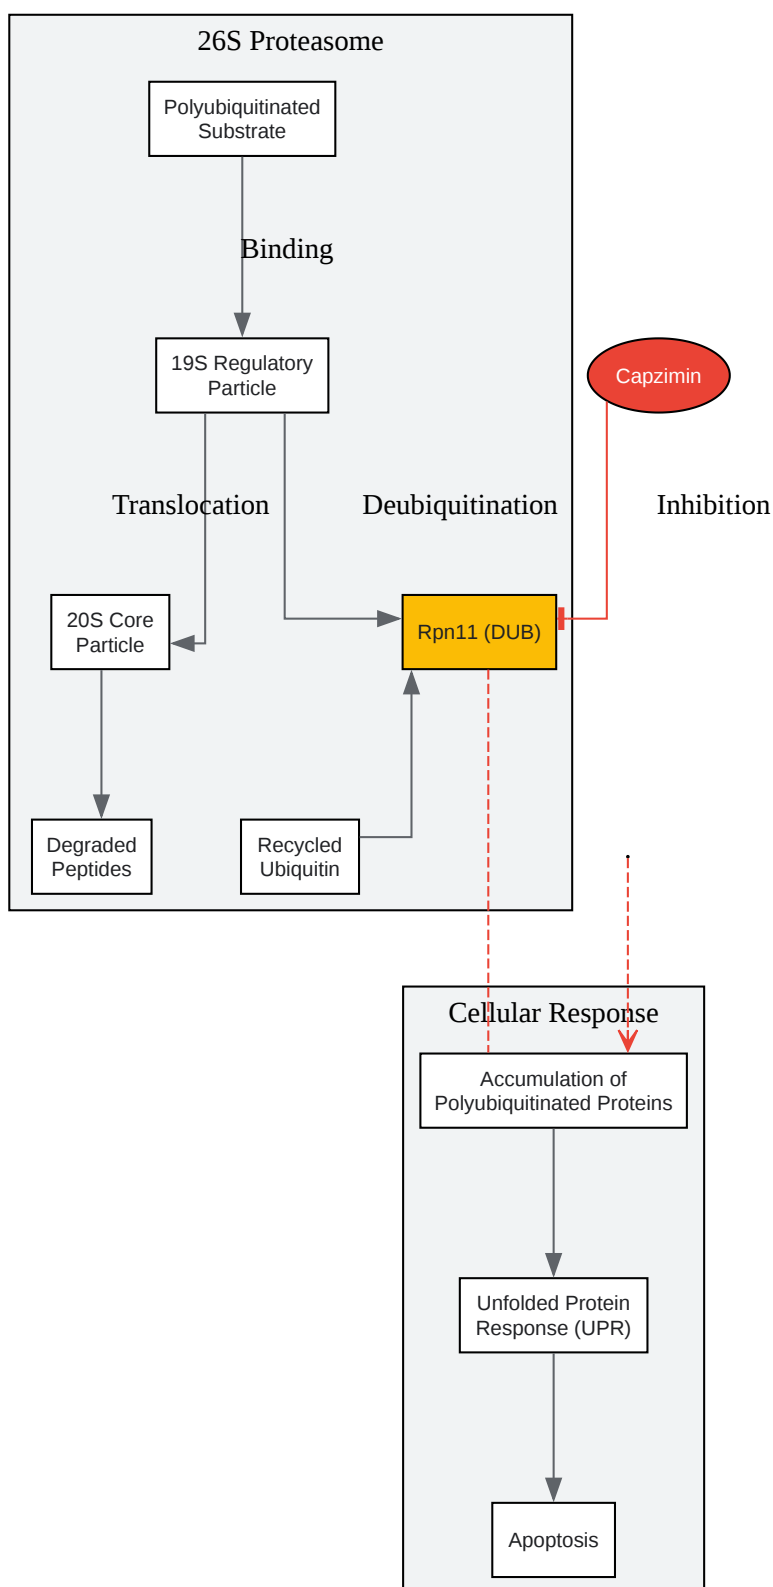 26S Proteasome
Polyubiquitinated
Substrate
Binding
19S Regulatory
Particle
Capzimin
Translocation
Deubiquitination
Inhibition
20S Core
Particle
Rpn11 (DUB)
Degraded
Peptides
Recycled
Ubiquitin
Cellular Response
Accumulation of
Polyubiquitinated Proteins
Unfolded Protein
Response (UPR)
Apoptosis